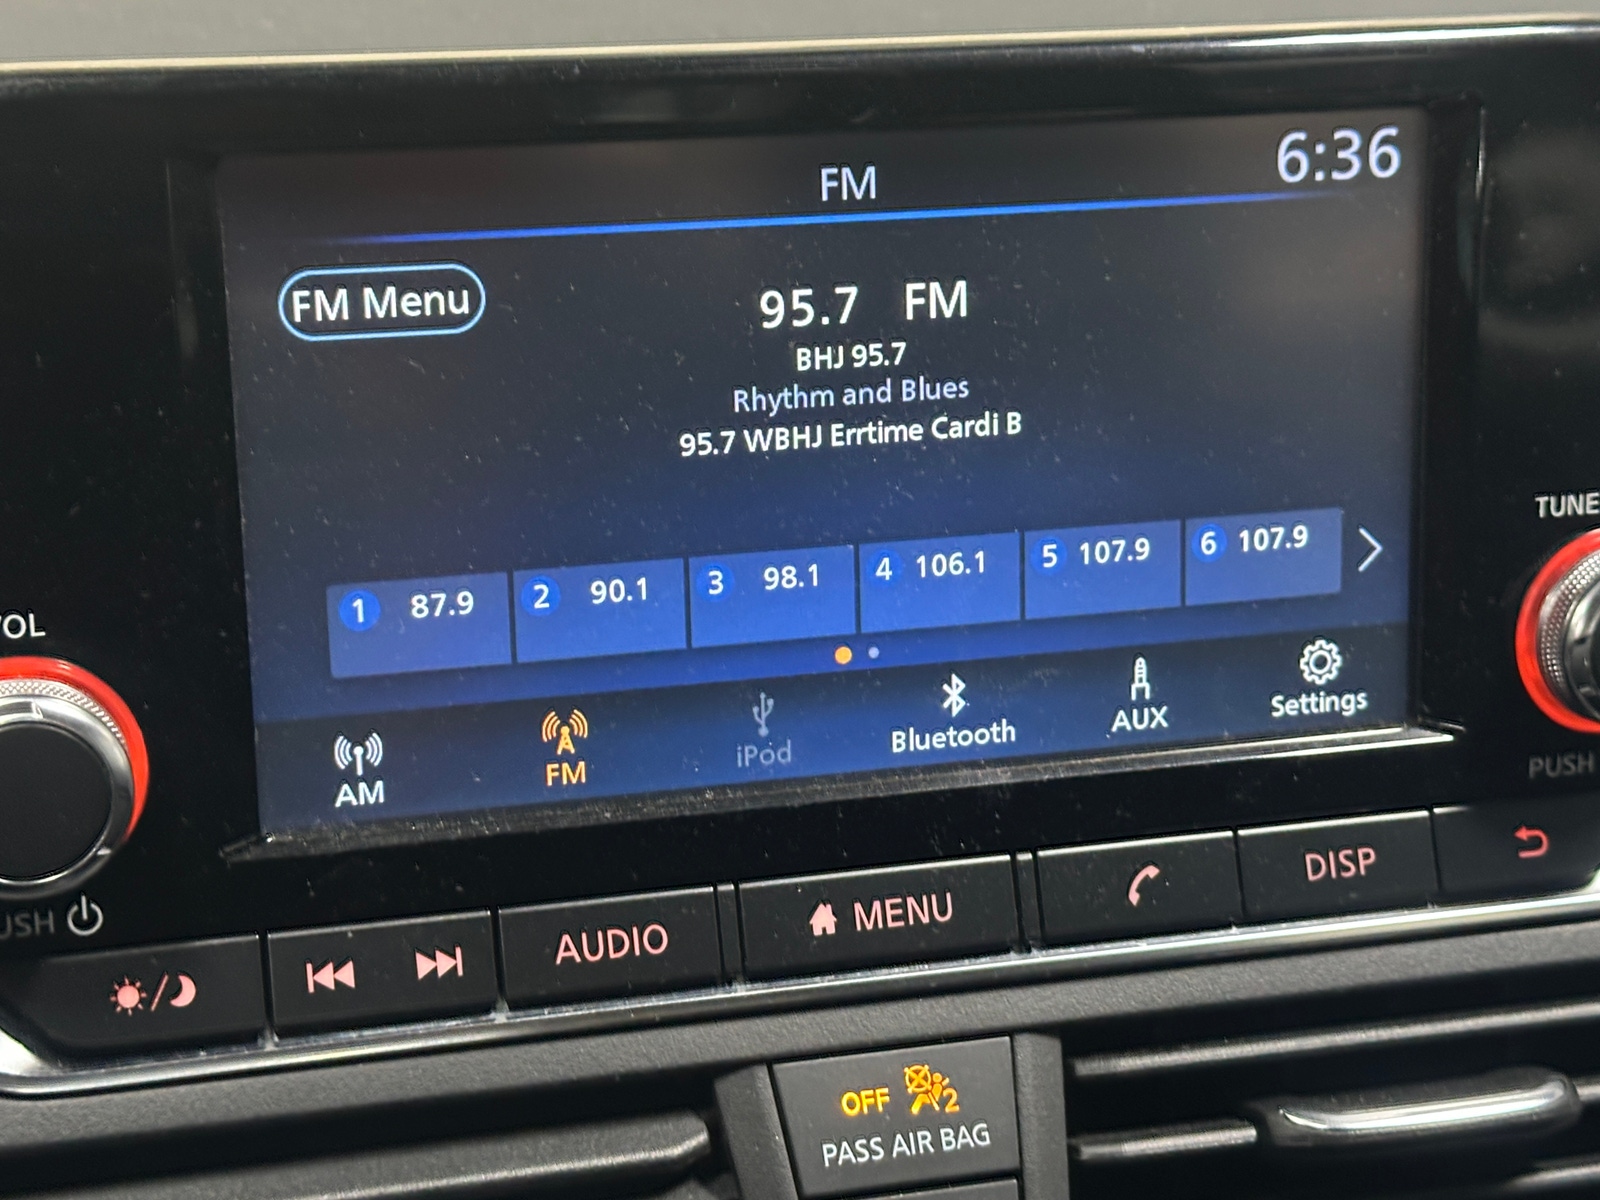 6:36
FM
FM Menu
95.7 FM
BHJ 95.7
Rhythm and Blues
95.7 WBHJ Errtime Cardi B
1 87.9 2 90.1 3 98.1 4 106.1 5 107.9 6 107.9
AM FM iPod Bluetooth AUX Settings
VOL
TUNE
PUSH
PUSH
AUDIO MENU DISP
OFF 2
PASS AIR BAG